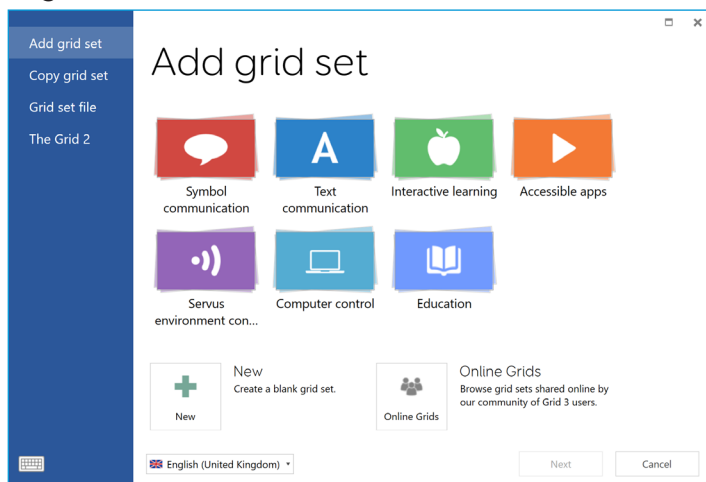 Add grid set
Copy grid set
Grid set file
The Grid 2
Add grid set
A
Symbol
communication
Text
communication
Interactive learning
Accessible apps
Servus
environment con...
Computer control
Education
New
Create a blank grid set.
New
Online Grids
Browse grid sets shared online by
our community of Grid 3 users.
Online Grids
English (United Kingdom)
Next
Cancel